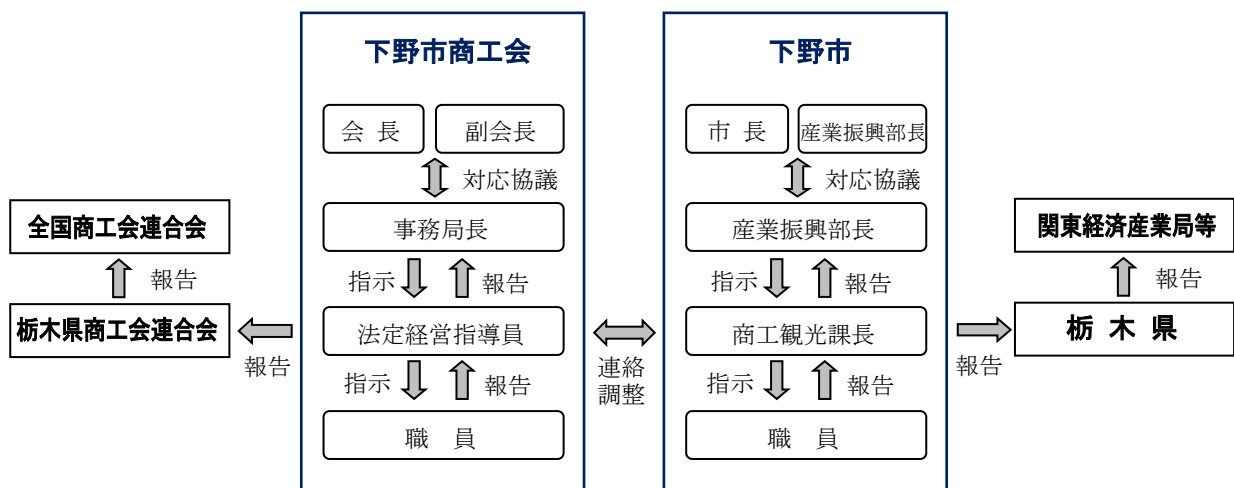 下野市商工会
会 長
副会長
対応協議
事務局長
指示
報告
法定経営指導員
指示
報告
職 員
全国商工会連合会
報告
栃木県商工会連合会
報告
連絡
調整
下野市
市 長
産業振興部長
対応協議
産業振興部長
指示
報告
商工観光課長
指示
報告
職 員
関東経済産業局等
報告
栃 木 県
報告